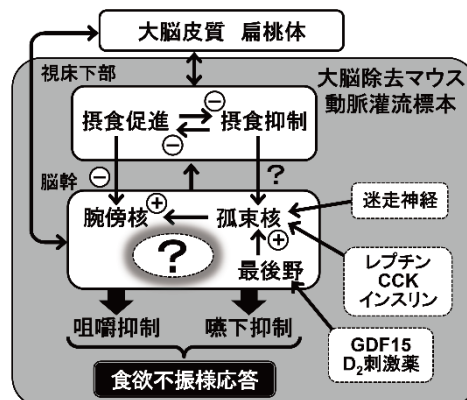 大脳皮質 扁桃体
視床下部
大脳除去マウス
動脈灌流標本
摂食促進 ⊖ 摂食抑制
⊖
?
脳幹 ⊖
腕傍核 ⊕ 孤束核
迷走神経
?
⊕
最後野
レプチン
CCK
インスリン
咀嚼抑制 嚥下抑制
GDF15
D₂刺激薬
食欲不振様応答